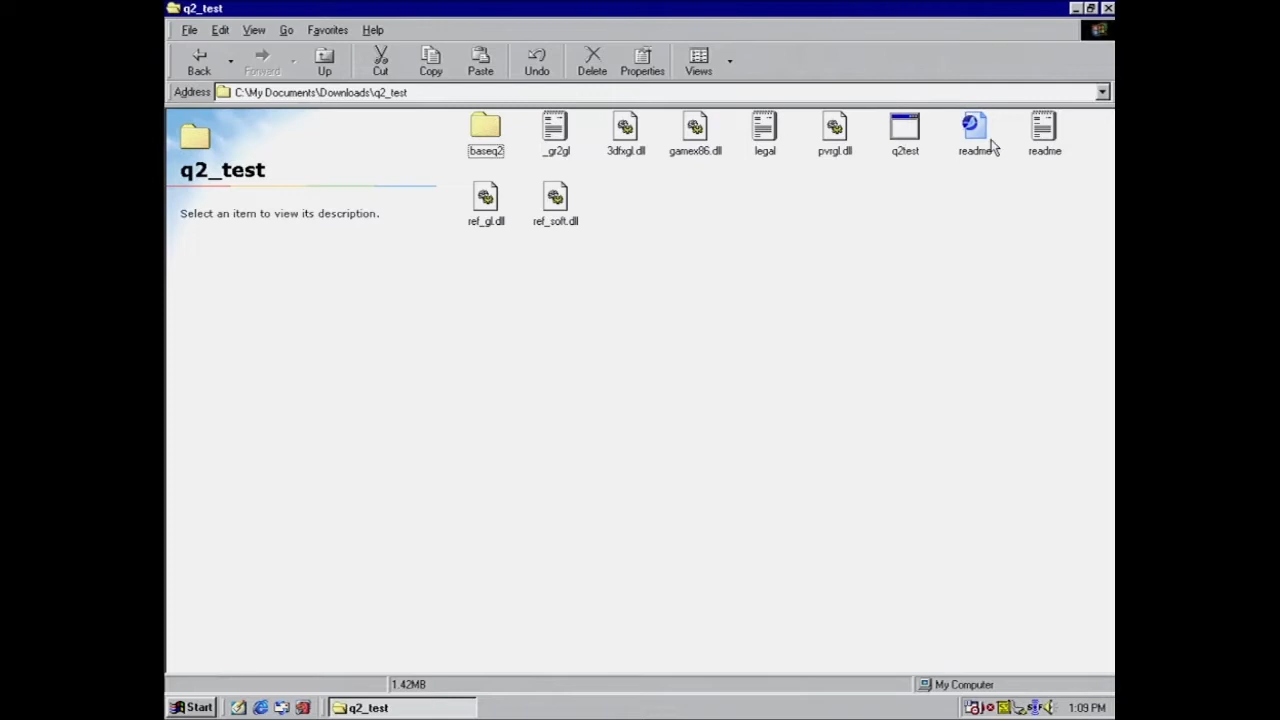 q2_test
File Edit View Go Favorites Help
Back Forward Up Cut Copy Paste Undo Delete Properties Views
Address C:\My Documents\Downloads\q2_test
baseq2 _gr2gl 3dfxgl.dll gamex86.dll legal pvrgl.dll q2test readme readme
q2_test
Select an item to view its description.
ref_gl.dll ref_soft.dll
1.42MB My Computer
Start q2_test 1:09 PM